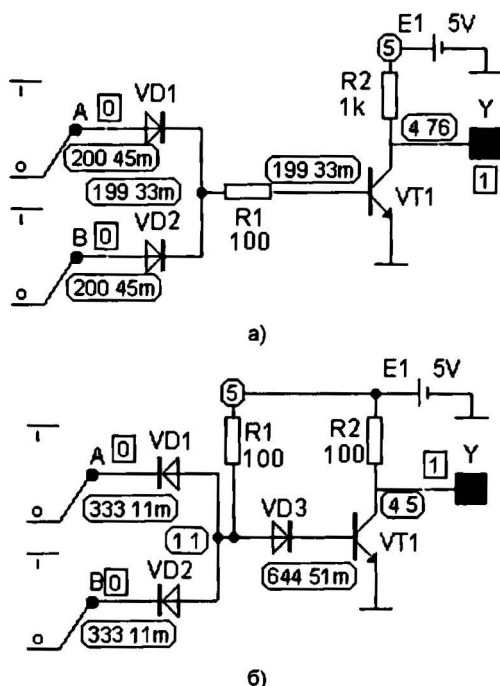 E1 5V
5
R2
1k
VD1
A 0
200 45m
4 76
Y
1
199 33m
199 33m
R1
100
VT1
VD2
B 0
200 45m
а)
E1 5V
5
R1
100
R2
100
1
Y
VD1
A 0
333 11m
1 1
VD3
4 5
VT1
644 51m
VD2
B 0
333 11m
б)